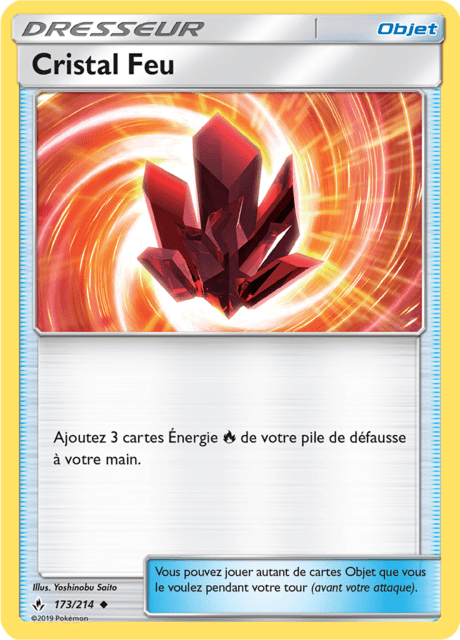 DRESSEUR
Objet
Cristal Feu
Ajoutez 3 cartes Énergie de votre pile de défausse
à votre main.
Vous pouvez jouer autant de cartes Objet que vous
le voulez pendant votre tour (avant votre attaque).
Illus. Yoshinobu Saito
173/214
©2019 Pokémon